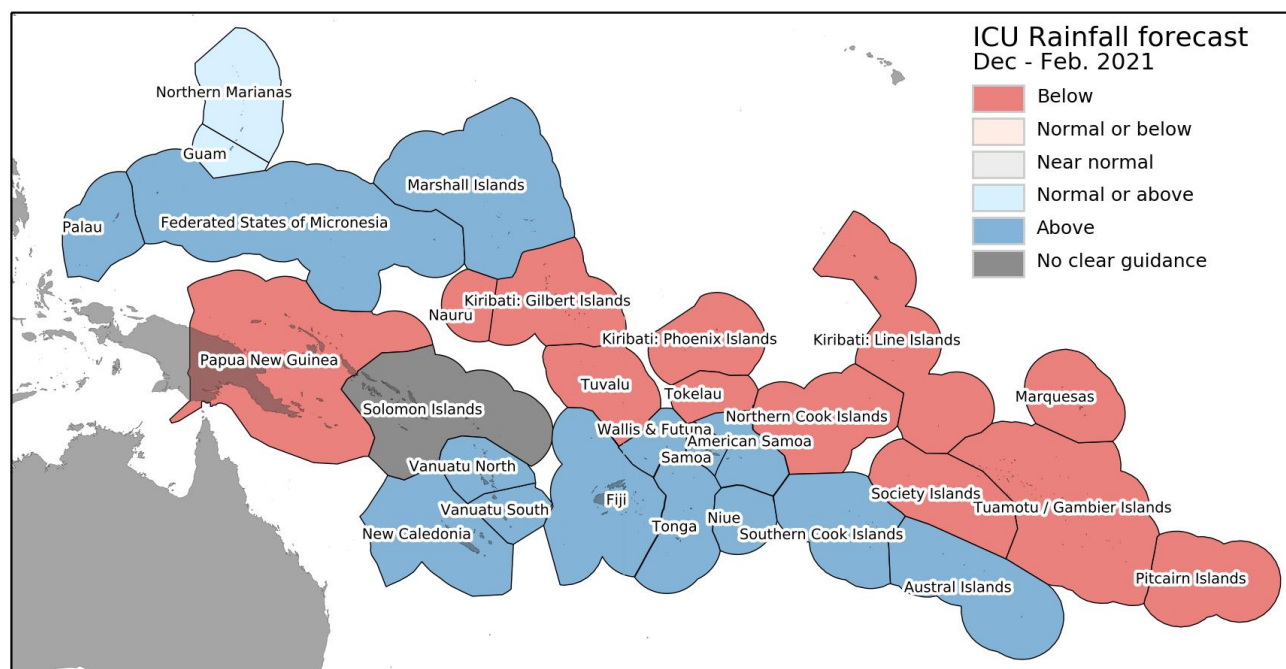 ICU Rainfall forecast
Dec - Feb. 2021
Below
Normal or below
Near normal
Normal or above
Above
No clear guidance
Northern Marianas
Guam
Marshall Islands
Palau
Federated States of Micronesia
Nauru
Kiribati: Gilbert Islands
Kiribati: Phoenix Islands
Kiribati: Line Islands
Papua New Guinea
Tuvalu
Tokelau
Marquesas
Solomon Islands
Northern Cook Islands
Wallis & Futuna
American Samoa
Samoa
Vanuatu North
Society Islands
Fiji
Vanuatu South
Tuamotu / Gambier Islands
Niue
Tonga
New Caledonia
Southern Cook Islands
Pitcairn Islands
Austral Islands